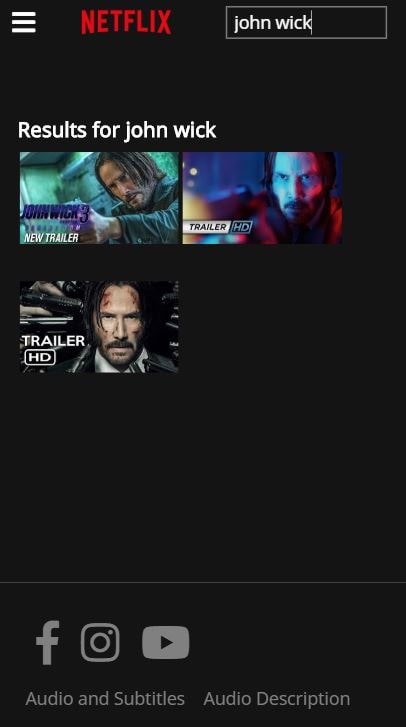 NETFLIX
john wick
Results for john wick
JOHN WICK 3
NEW TRAILER
TRAILER HD
TRAILER
HD
Audio and Subtitles Audio Description